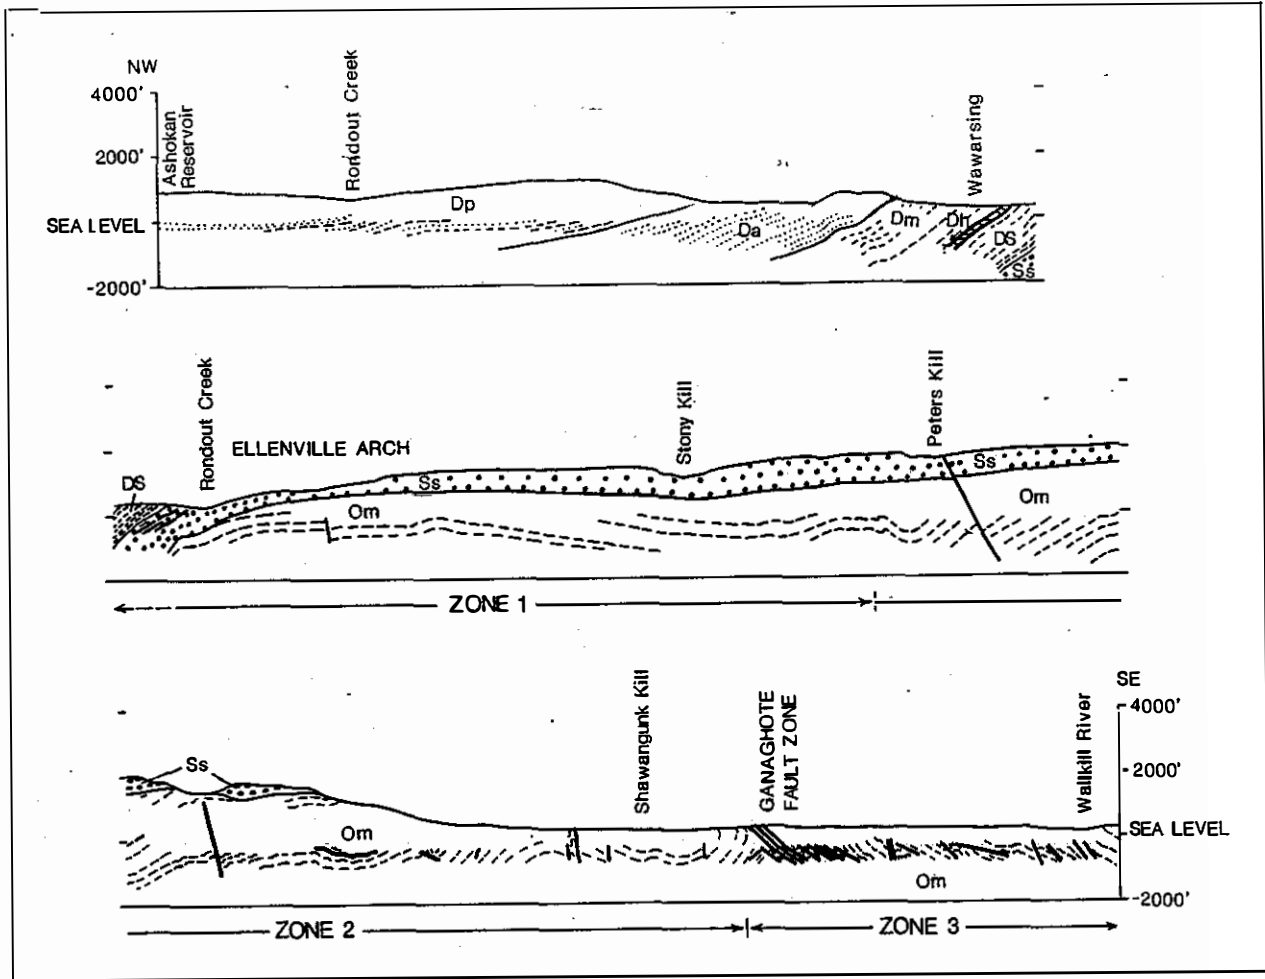 NW
4000'
2000'
SEA LEVEL
-2000'
Ashokan
Reservoir
Rondout Creek
Wawarsing
Dp
Da
Dm
Dh
DS
Ss
Rondout Creek
ELLENVILLE ARCH
Stony Kill
Peters Kill
DS
Ss
Ss
Om
Om
ZONE 1
SE
Shawangunk Kill
GANAGHOTE
FAULT ZONE
Wallkill River
4000'
2000'
SEA LEVEL
-2000'
Ss
Om
Om
ZONE 2
ZONE 3